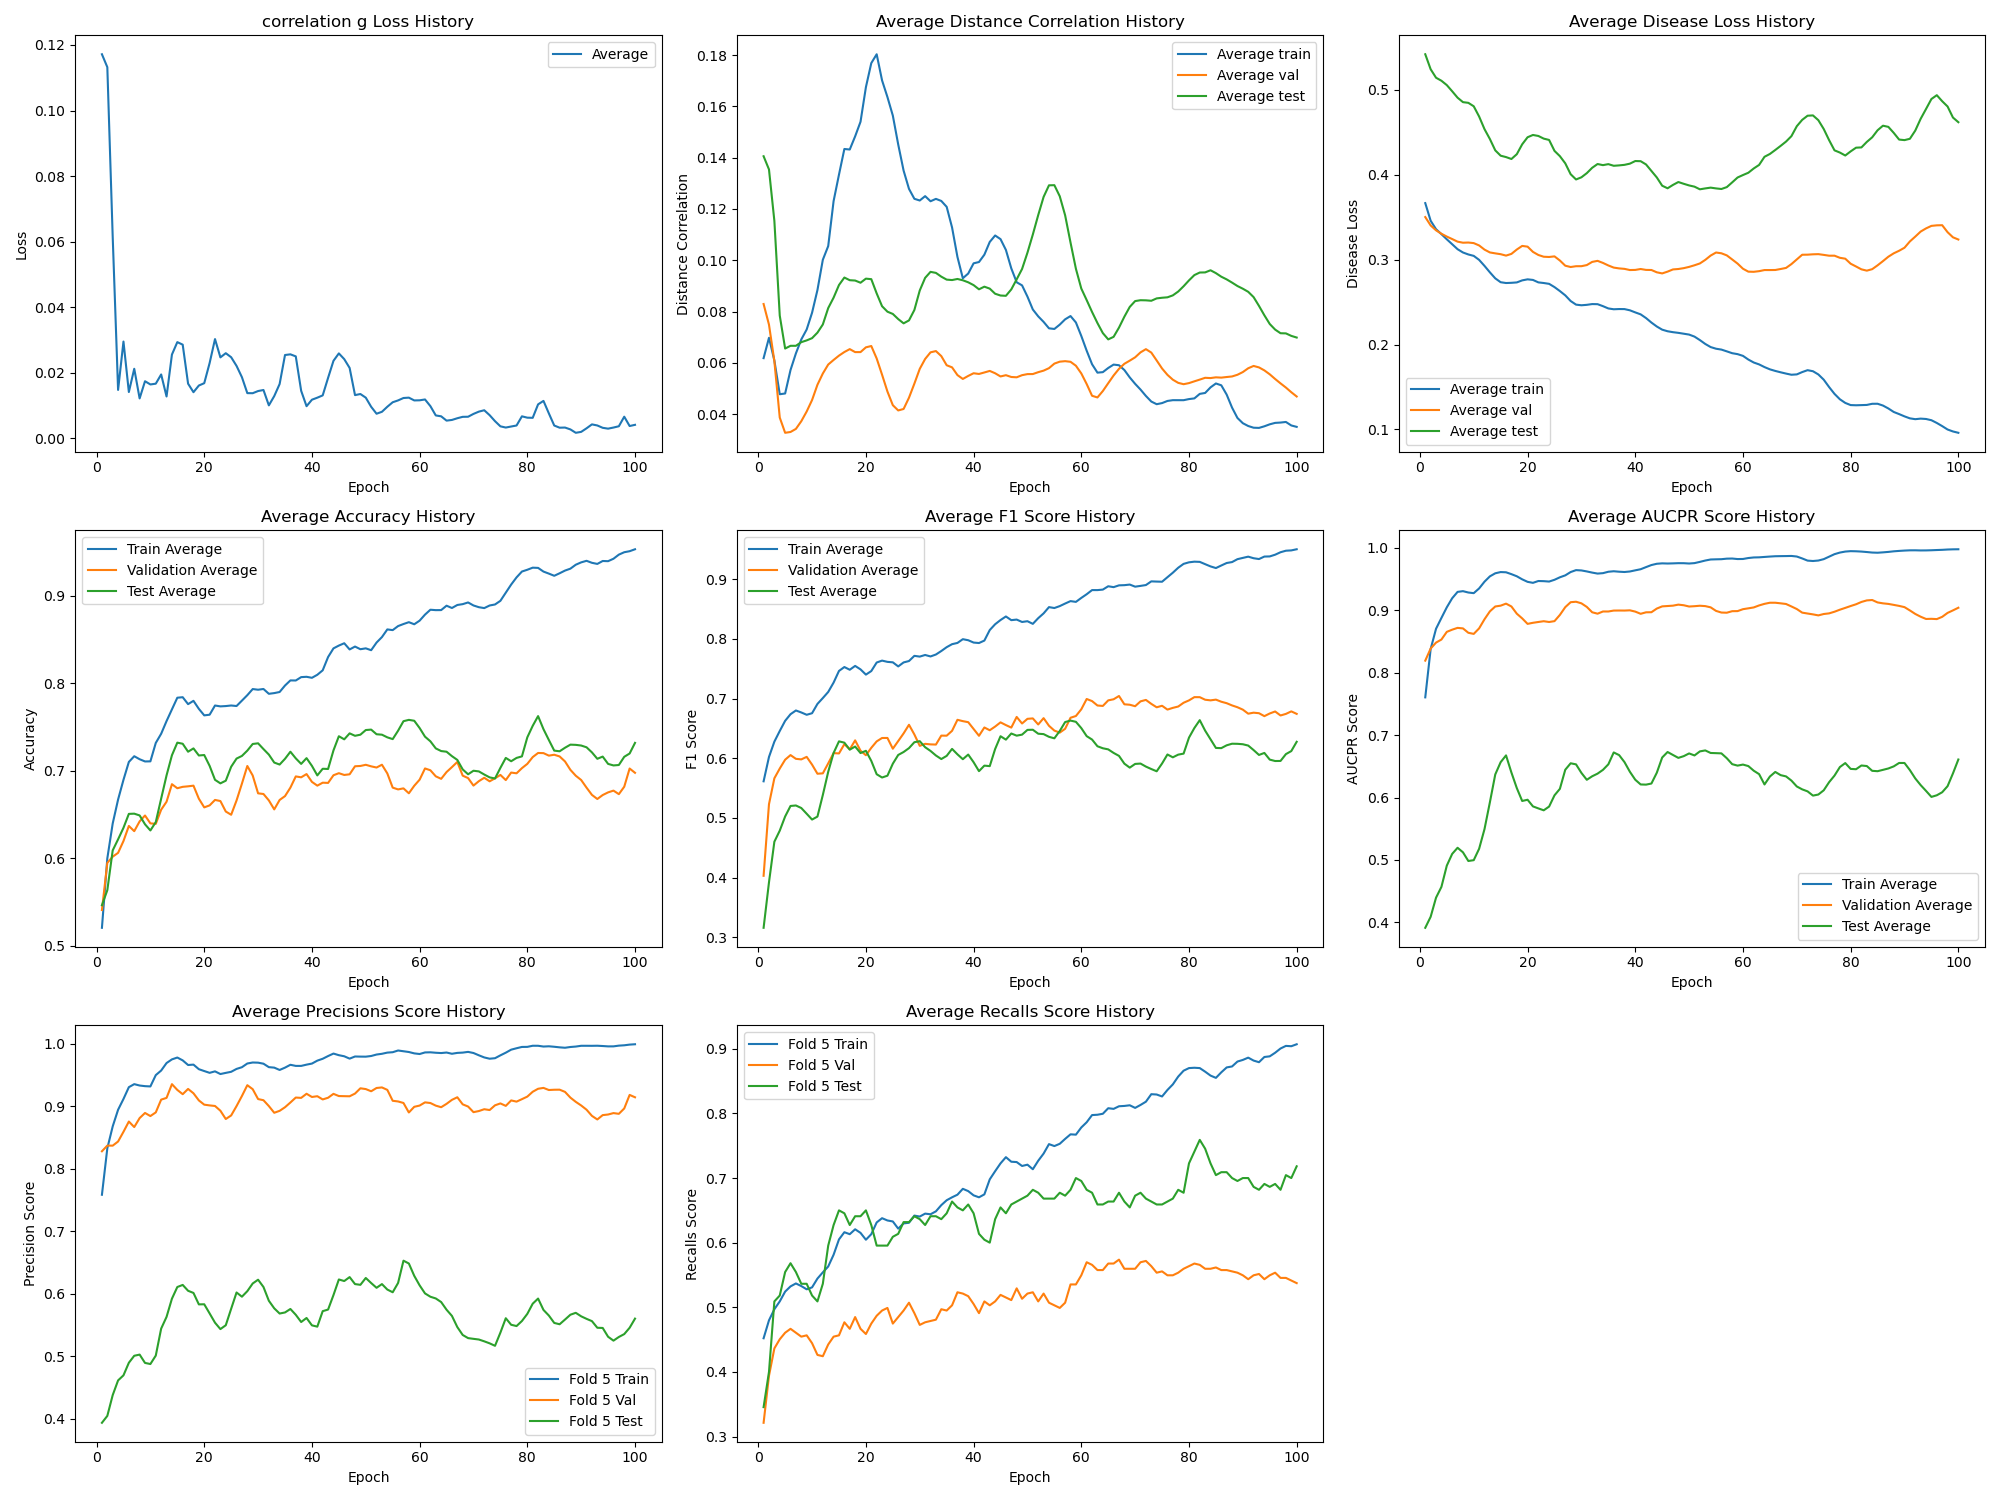 correlation g Loss History
Average
0.12
0.10
0.08
0.06
0.04
0.02
0.00
Loss
0 20 40 60 80 100
Epoch
Average Distance Correlation History
Average train
Average val
Average test
0.18
0.16
0.14
0.12
0.10
0.08
0.06
0.04
Distance Correlation
0 20 40 60 80 100
Epoch
Average Disease Loss History
0.5
0.4
0.3
0.2
0.1
Disease Loss
Average train
Average val
Average test
0 20 40 60 80 100
Epoch
Average Accuracy History
Train Average
Validation Average
Test Average
0.9
0.8
0.7
0.6
0.5
Accuracy
0 20 40 60 80 100
Epoch
Average F1 Score History
Train Average
Validation Average
Test Average
0.9
0.8
0.7
0.6
0.5
0.4
0.3
F1 Score
0 20 40 60 80 100
Epoch
Average AUCPR Score History
1.0
0.9
0.8
0.7
0.6
0.5
0.4
AUCPR Score
Train Average
Validation Average
Test Average
0 20 40 60 80 100
Epoch
Average Precisions Score History
1.0
0.9
0.8
0.7
0.6
0.5
0.4
Precision Score
Fold 5 Train
Fold 5 Val
Fold 5 Test
0 20 40 60 80 100
Epoch
Average Recalls Score History
Fold 5 Train
Fold 5 Val
Fold 5 Test
0.9
0.8
0.7
0.6
0.5
0.4
0.3
Recalls Score
0 20 40 60 80 100
Epoch